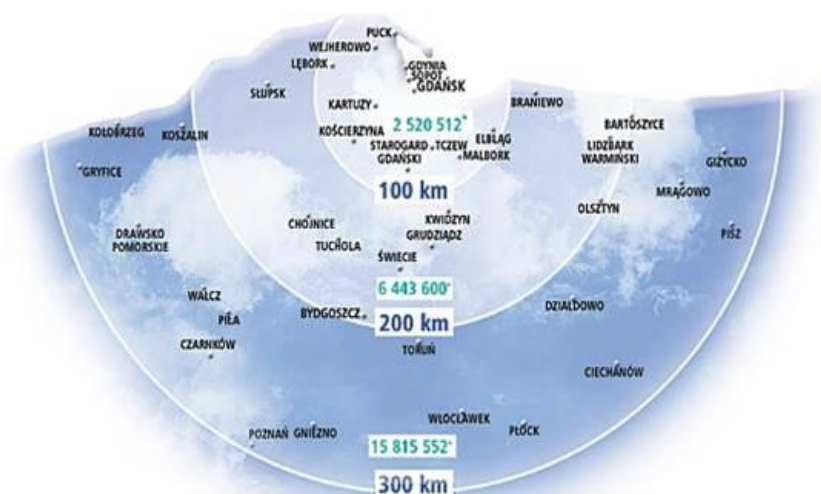 PUCK
WEJHEROWO
LĘBORK
GDYNIA
SOPOT
GDAŃSK
SŁUPSK
KARTUZY
BRANIEWO
2 520 512*
KOŁOBRZEG
KOSZALIN
KOŚCIERZYNA
ELBLĄG
BARTOSZYCE
STAROGARD
GDAŃSKI
TCZEW
MALBORK
LIDZBARK
WARMIŃSKI
GIŻYCKO
GRYFICE
100 km
MRĄGOWO
OLSZTYN
CHOJNICE
KWIDZYN
GRUDZIĄDZ
DRAWSKO
POMORSKIE
TUCHOLA
PISZ
ŚWIECIE
6 443 600*
WAŁCZ
BYDGOSZCZ
DZIAŁDOWO
PIŁA
200 km
CZARNKÓW
TORUŃ
CIECHANÓW
WŁOCŁAWEK
POZNAŃ
GNIEZNO
PŁOCK
15 815 552*
300 km